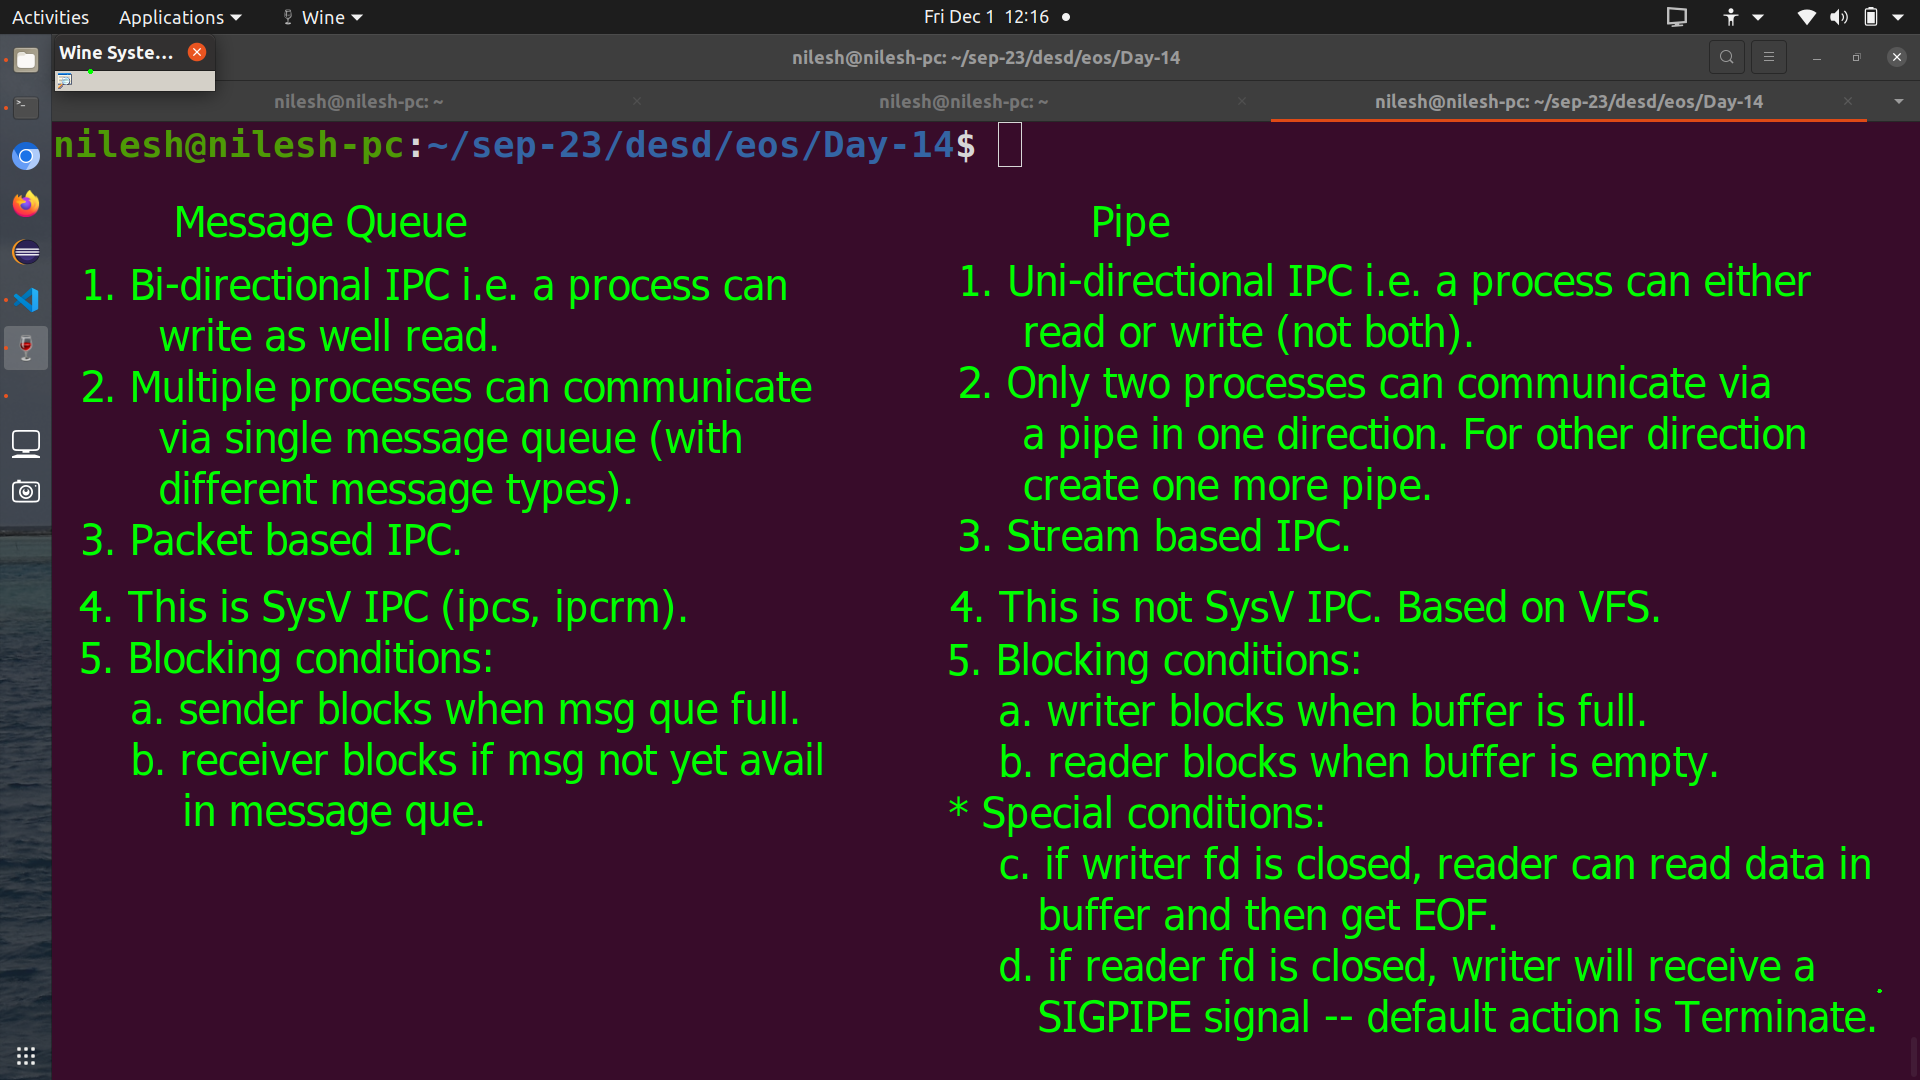 Activities Applications Wine Fri Dec 1 12:16
Wine Syste...
nilesh@nilesh-pc: ~/sep-23/desd/eos/Day-14
nilesh@nilesh-pc: ~ nilesh@nilesh-pc: ~ nilesh@nilesh-pc: ~/sep-23/desd/eos/Day-14
nilesh@nilesh-pc:~/sep-23/desd/eos/Day-14$
Message Queue
1. Bi-directional IPC i.e. a process can
write as well read.
2. Multiple processes can communicate
via single message queue (with
different message types).
3. Packet based IPC.
4. This is SysV IPC (ipcs, ipcrm).
5. Blocking conditions:
a. sender blocks when msg que full.
b. receiver blocks if msg not yet avail
in message que.
Pipe
1. Uni-directional IPC i.e. a process can either
read or write (not both).
2. Only two processes can communicate via
a pipe in one direction. For other direction
create one more pipe.
3. Stream based IPC.
4. This is not SysV IPC. Based on VFS.
5. Blocking conditions:
a. writer blocks when buffer is full.
b. reader blocks when buffer is empty.
* Special conditions:
c. if writer fd is closed, reader can read data in
buffer and then get EOF.
d. if reader fd is closed, writer will receive a
SIGPIPE signal -- default action is Terminate.